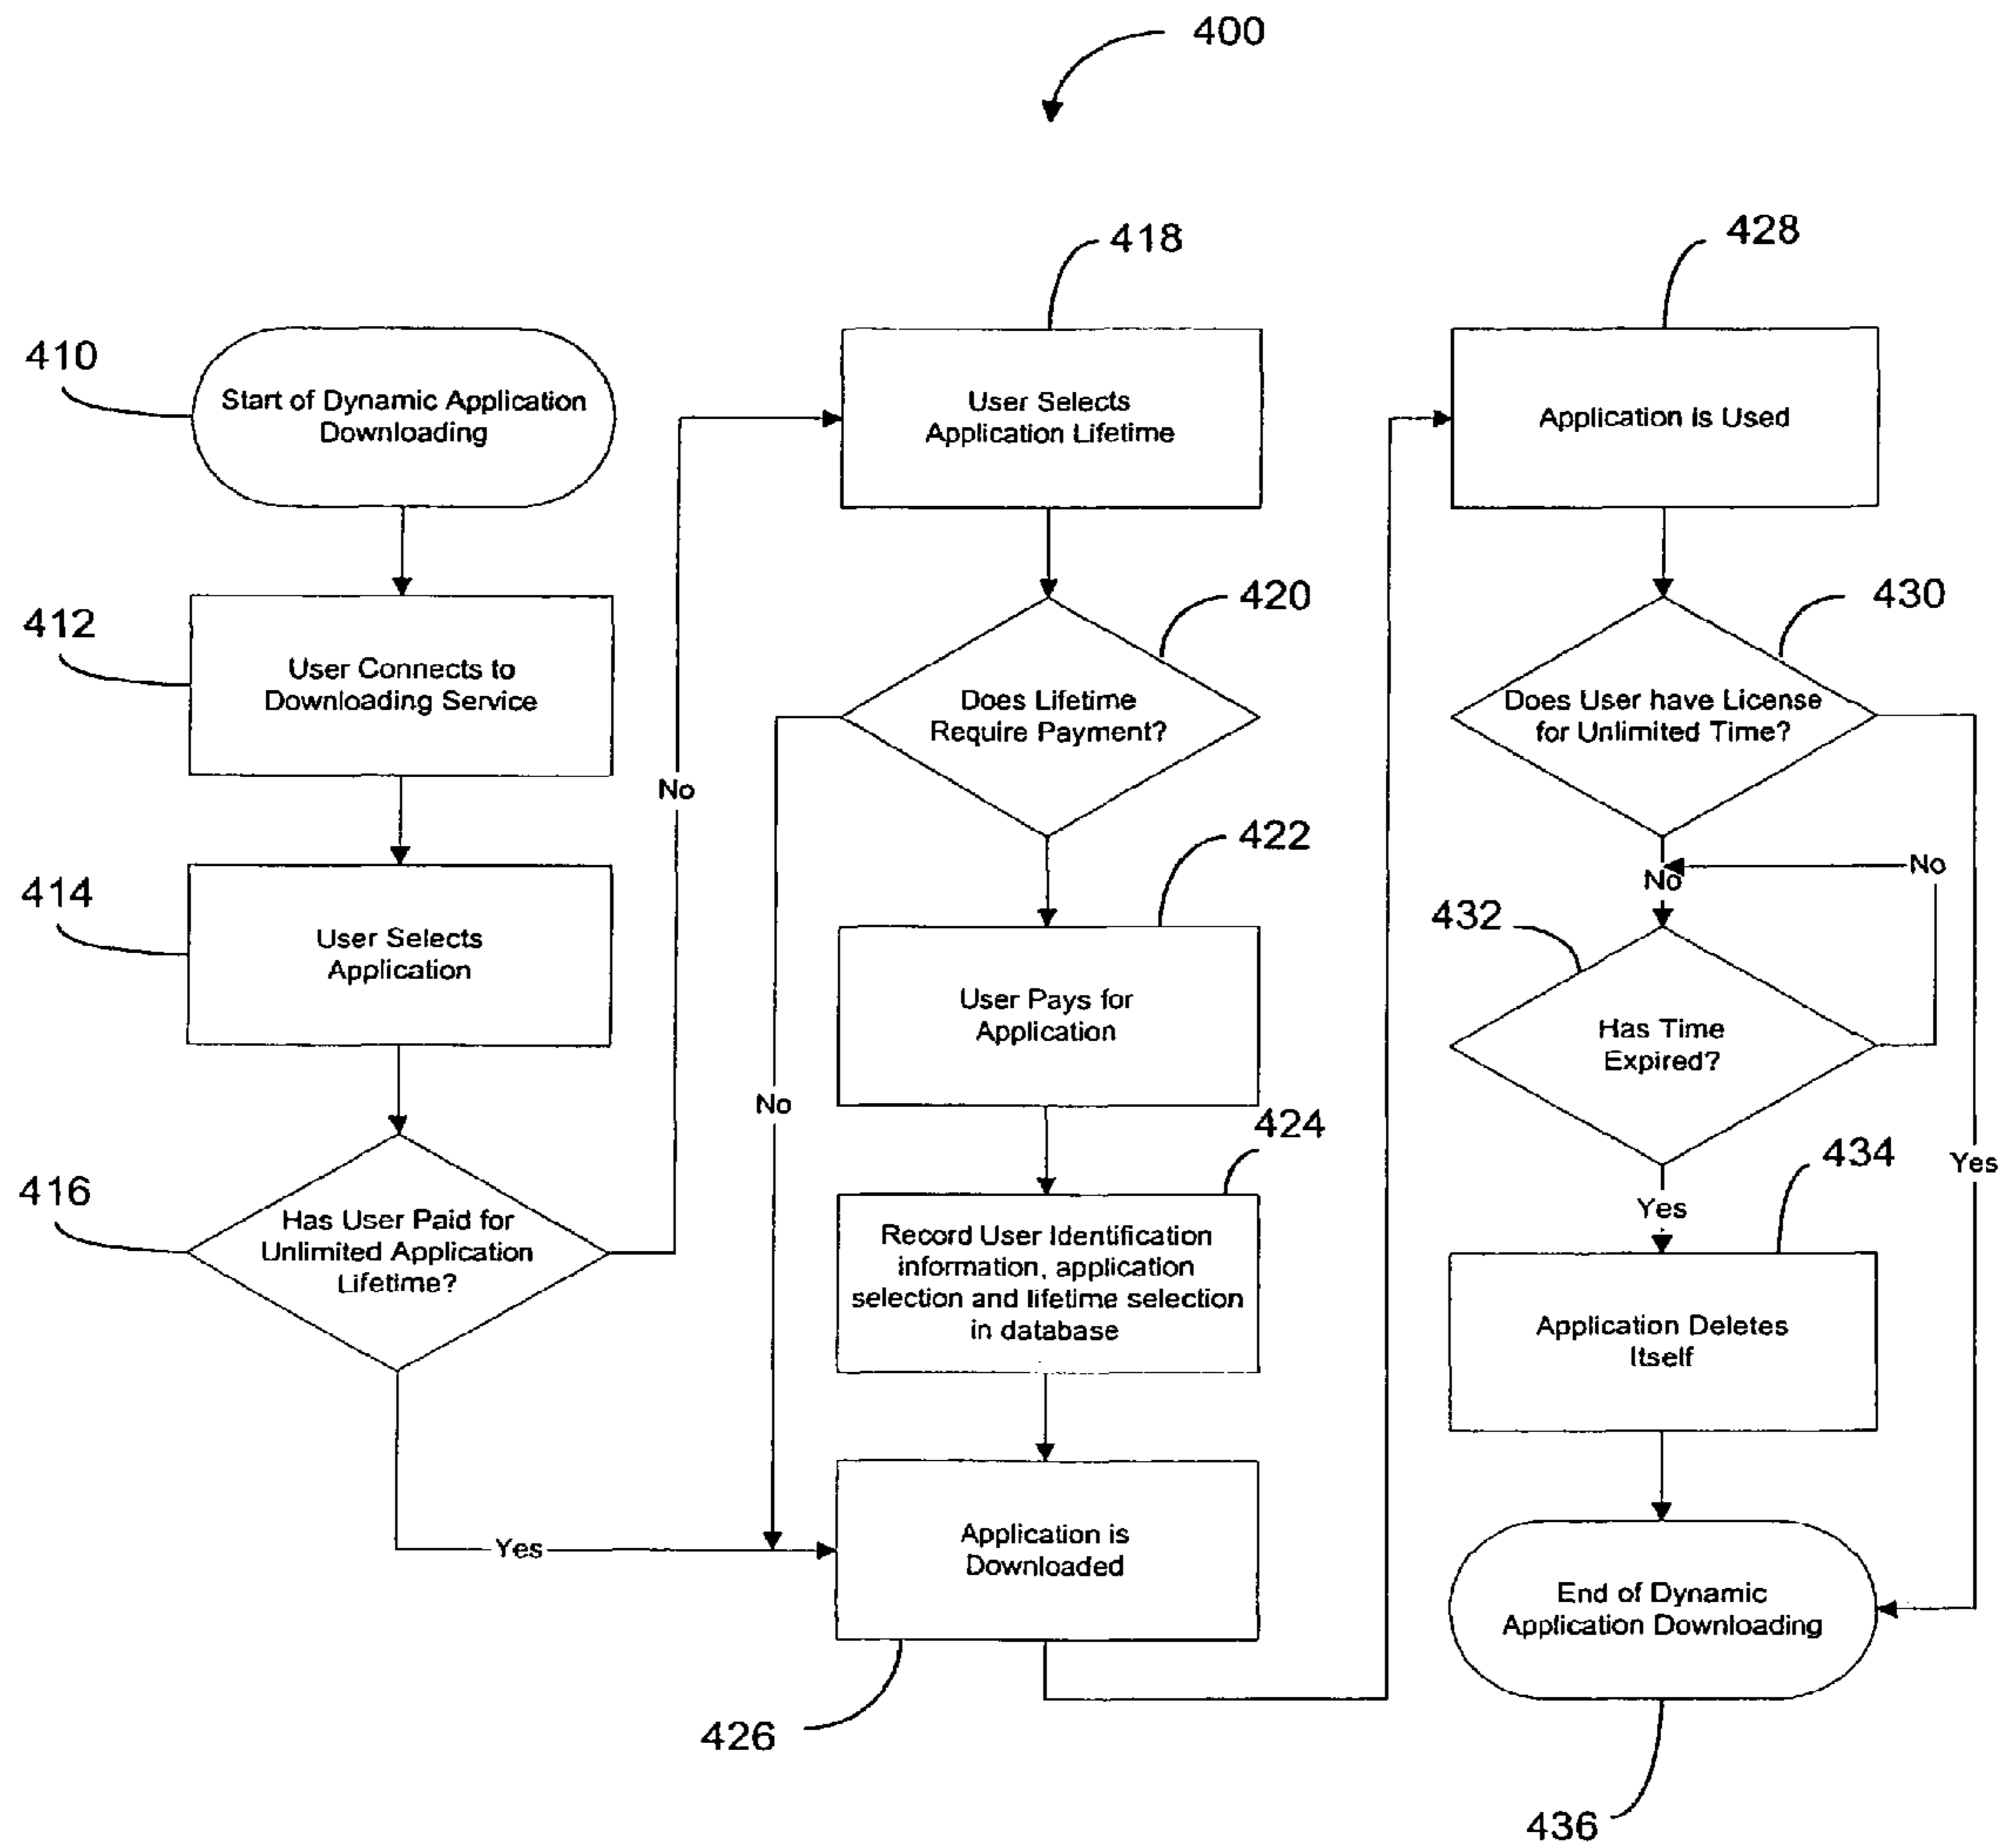 400
410
Start of Dynamic Application
Downloading
412
User Connects to
Downloading Service
414
User Selects
Application
416
Has User Paid for
Unlimited Application
Lifetime?
No
Yes
418
User Selects
Application Lifetime
420
Does Lifetime
Require Payment?
No
422
User Pays for
Application
424
Record User Identification
information, application
selection and lifetime selection
in database
Application is
Downloaded
426
428
Application is Used
430
Does User have License
for Unlimited Time?
No
No
Yes
432
Has Time
Expired?
Yes
434
Application Deletes
Itself
End of Dynamic
Application Downloading
436